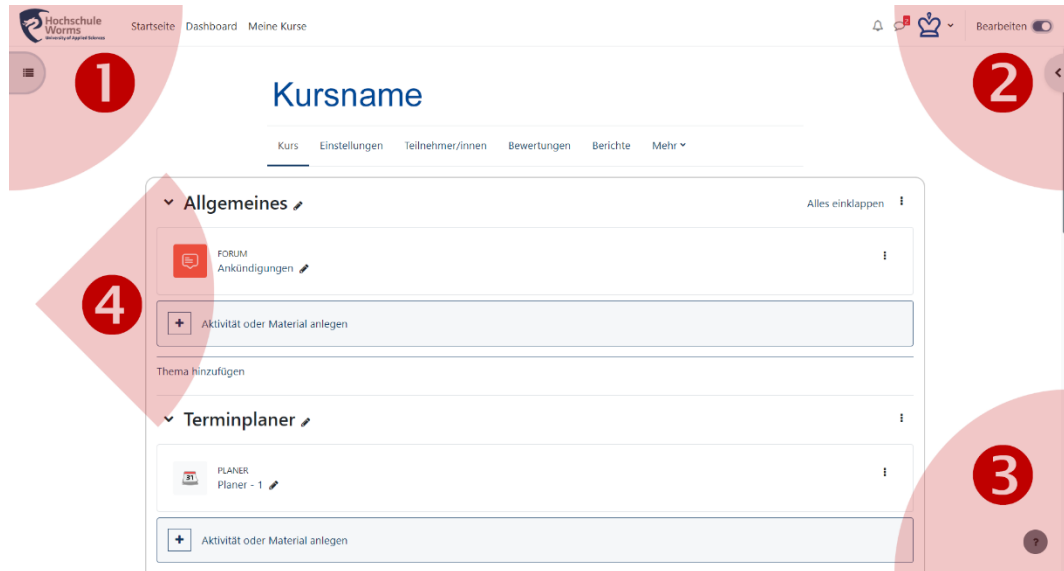 Hochschule
Worms
University of Applied Sciences
Startseite Dashboard Meine Kurse
2
Bearbeiten
1
2
Kursname
Kurs Einstellungen Teilnehmer/innen Bewertungen Berichte Mehr
Allgemeines
Alles einklappen
FORUM
Ankündigungen
4
+ Aktivität oder Material anlegen
Thema hinzufügen
Terminplaner
31
PLANER
Planer - 1
3
+ Aktivität oder Material anlegen
?